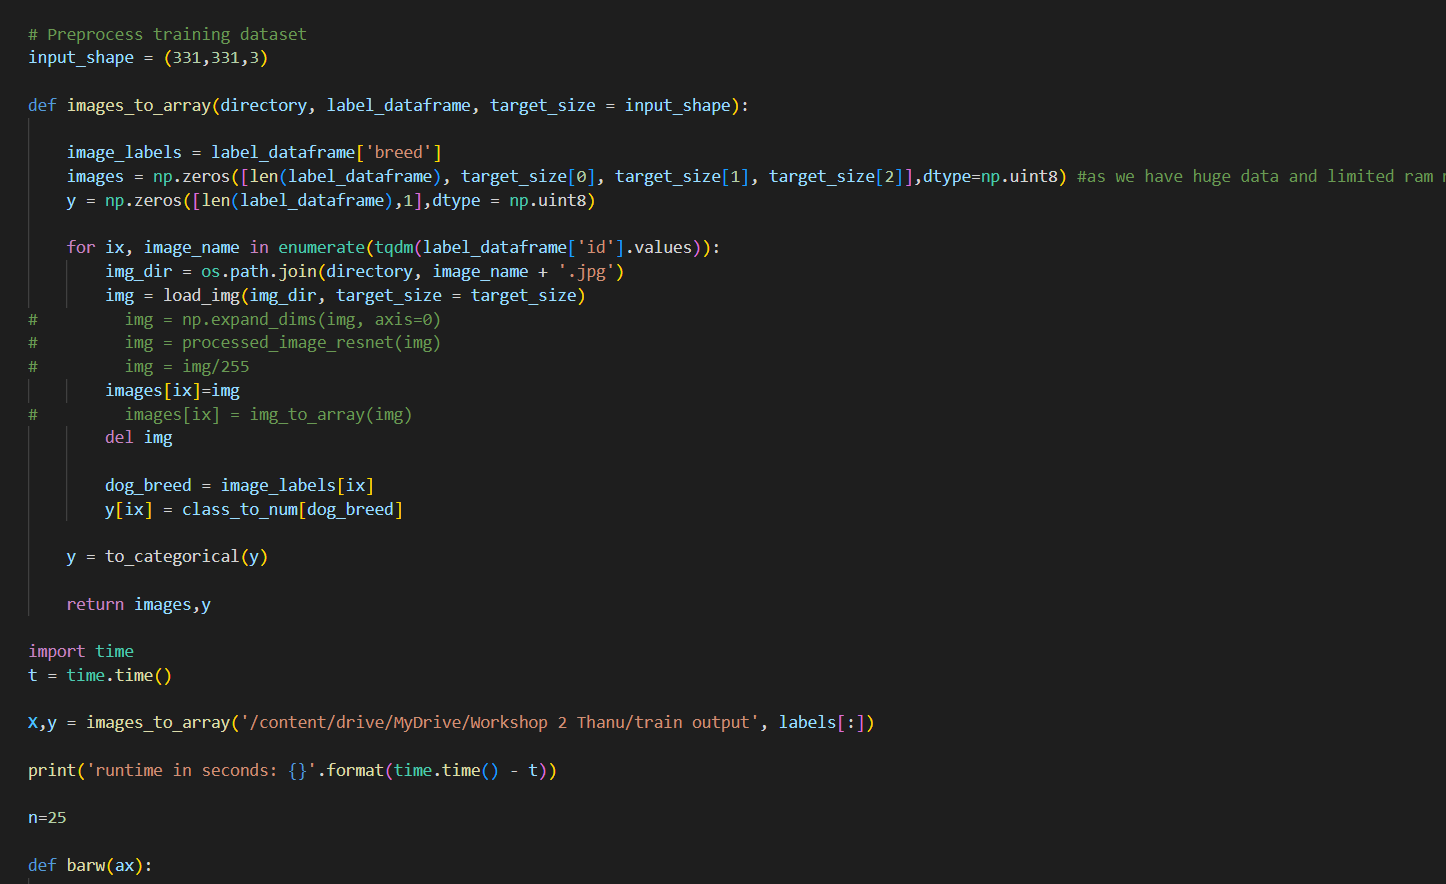 # Preprocess training dataset
input_shape = (331,331,3)
def images_to_array(directory, label_dataframe, target_size = input_shape):
image_labels = label_dataframe['breed']
images = np.zeros([len(label_dataframe), target_size[0], target_size[1], target_size[2]],dtype=np.uint8) #as we have huge data and limited ram
y = np.zeros([len(label_dataframe),1],dtype = np.uint8)
for ix, image_name in enumerate(tqdm(label_dataframe['id'].values)):
img_dir = os.path.join(directory, image_name + '.jpg')
img = load_img(img_dir, target_size = target_size)
# img = np.expand_dims(img, axis=0)
# img = processed_image_resnet(img)
# img = img/255
images[ix]=img
# images[ix] = img_to_array(img)
del img
dog_breed = image_labels[ix]
y[ix] = class_to_num[dog_breed]
y = to_categorical(y)
return images,y
import time
t = time.time()
X,y = images_to_array('/content/drive/MyDrive/Workshop 2 Thanu/train output', labels[:])
print('runtime in seconds: {}'.format(time.time() - t))
n=25
def barw(ax):